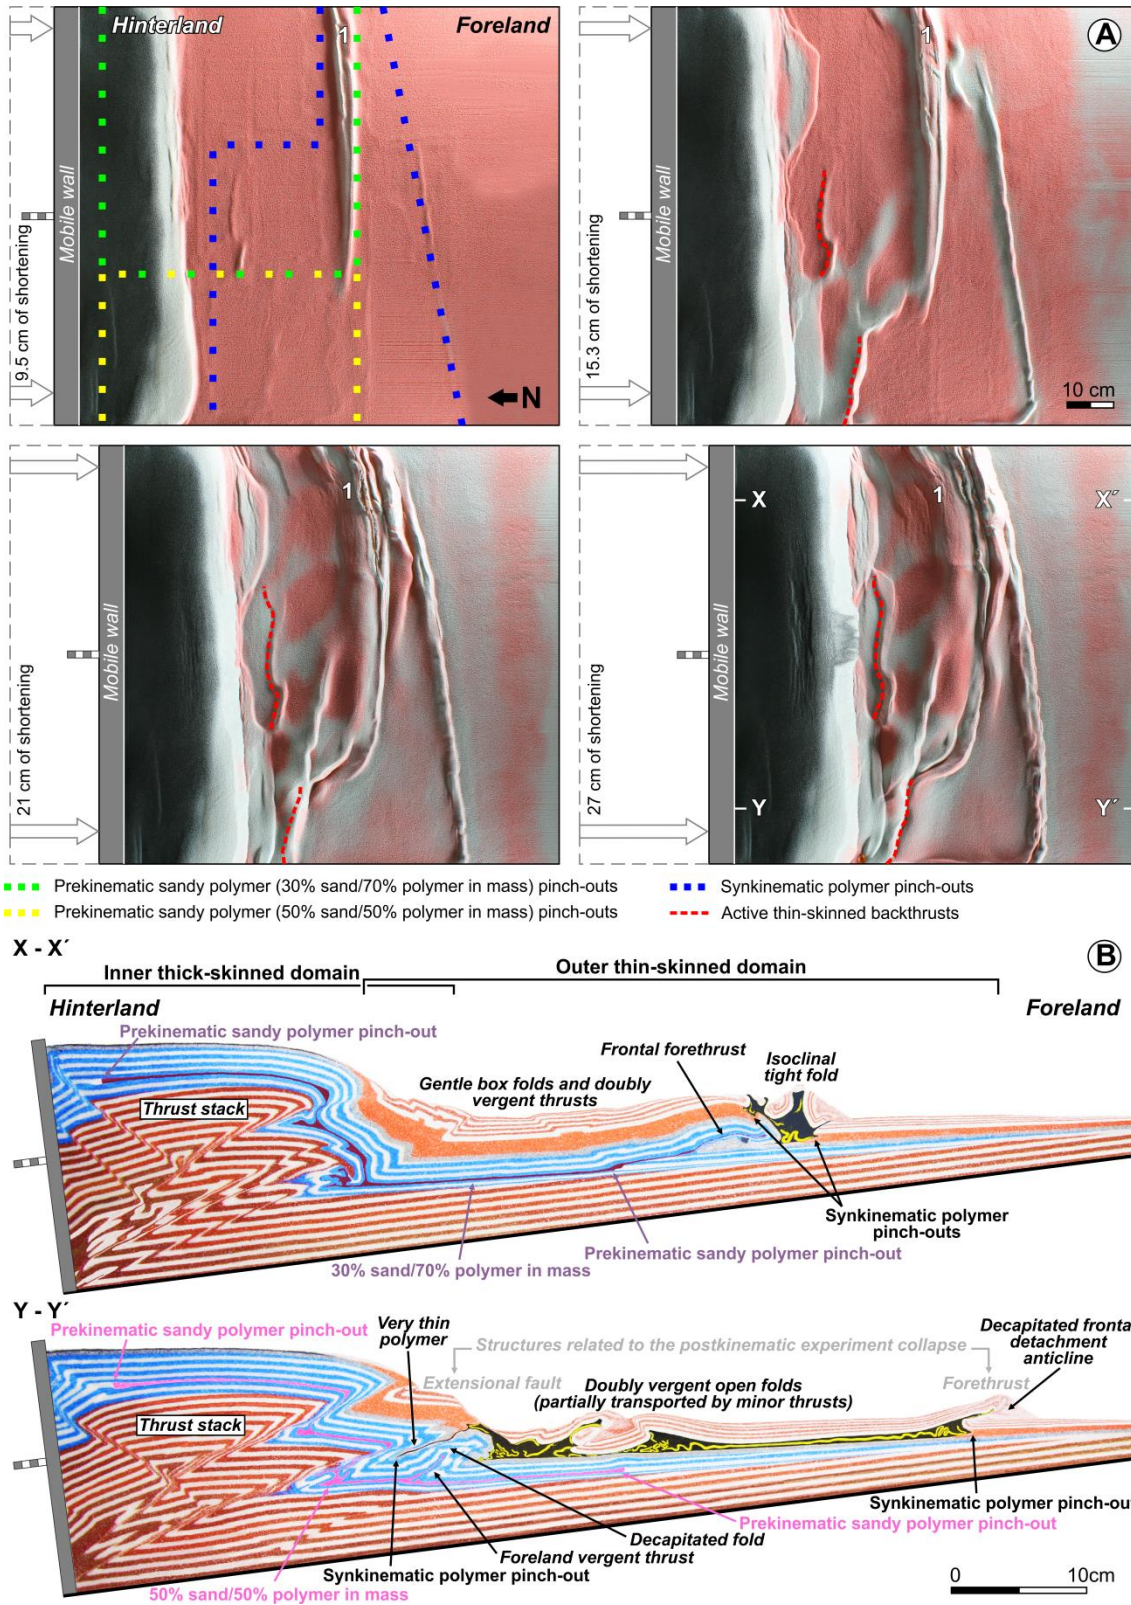 Hinterland
1
Foreland
Mobile wall
9.5 cm of shortening
N
A
1
Mobile wall
15.3 cm of shortening
10 cm
1
Mobile wall
21 cm of shortening
1
X
X´
Mobile wall
27 cm of shortening
Y
Y´
Prekinematic sandy polymer (30% sand/70% polymer in mass) pinch-outs
Prekinematic sandy polymer (50% sand/50% polymer in mass) pinch-outs
Synkinematic polymer pinch-outs
Active thin-skinned backthrusts
X - X´
B
Inner thick-skinned domain
Outer thin-skinned domain
Hinterland
Foreland
Prekinematic sandy polymer pinch-out
Frontal forethrust
Isoclinal
tight fold
Gentle box folds and doubly
vergent thrusts
Thrust stack
Synkinematic polymer
pinch-outs
Prekinematic sandy polymer pinch-out
30% sand/70% polymer in mass
Y - Y´
Prekinematic sandy polymer pinch-out
Very thin
polymer
Structures related to the postkinematic experiment collapse
Decapitated fronta
detachment
anticline
Extensional fault
Doubly vergent open folds
(partially transported by minor thrusts)
Forethrust
Thrust stack
Synkinematic polymer pinch-out
Prekinematic sandy polymer pinch-out
Decapitated fold
Foreland vergent thrust
Synkinematic polymer pinch-out
50% sand/50% polymer in mass
0
10cm